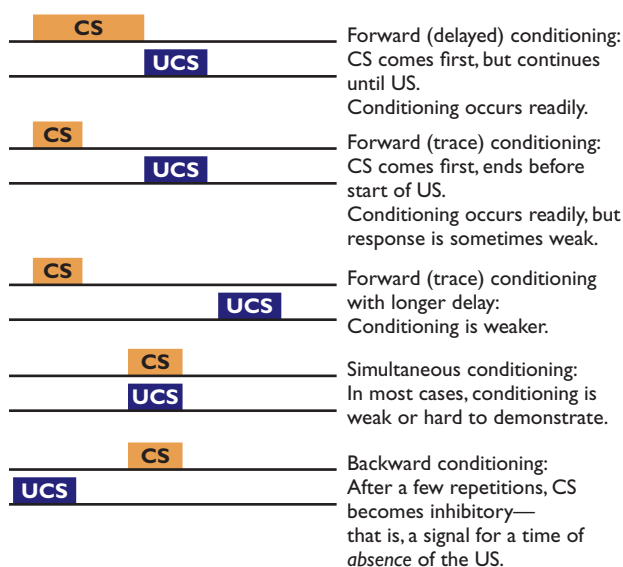 CS
UCS
Forward (delayed) conditioning:
CS comes first, but continues
until US.
Conditioning occurs readily.
CS
UCS
Forward (trace) conditioning:
CS comes first, ends before
start of US.
Conditioning occurs readily, but
response is sometimes weak.
CS
UCS
Forward (trace) conditioning
with longer delay:
Conditioning is weaker.
CS
UCS
Simultaneous conditioning:
In most cases, conditioning is
weak or hard to demonstrate.
CS
UCS
Backward conditioning:
After a few repetitions, CS
becomes inhibitory—
that is, a signal for a time of
absence of the US.